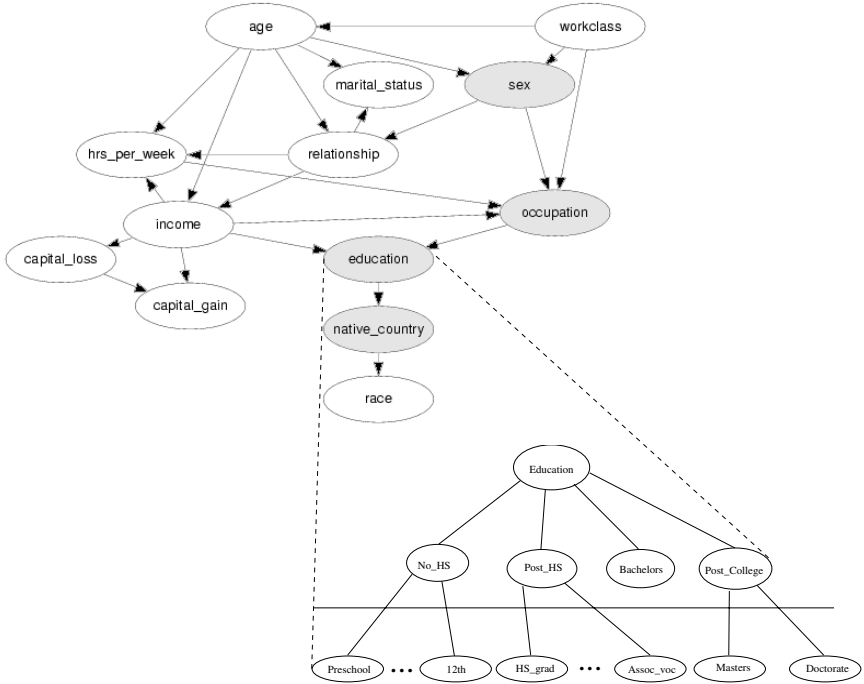 age
workclass
marital_status
sex
hrs_per_week
relationship
income
occupation
capital_loss
education
capital_gain
native_country
race
Education
No_HS
Post_HS
Bachelors
Post_College
Preschool
•••
12th
HS_grad
•••
Assoc_voc
Masters
Doctorate